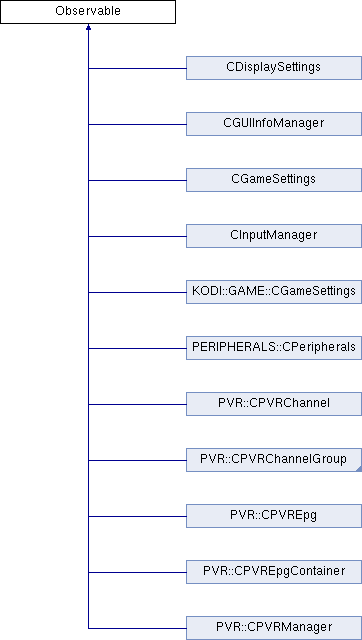 Observable
CDisplaySettings
CGUIInfoManager
CGameSettings
CInputManager
KODI::GAME::CGameSettings
PERIPHERALS::CPeripherals
PVR::CPVRChannel
PVR::CPVRChannelGroup
PVR::CPVREpg
PVR::CPVREpgContainer
PVR::CPVRManager